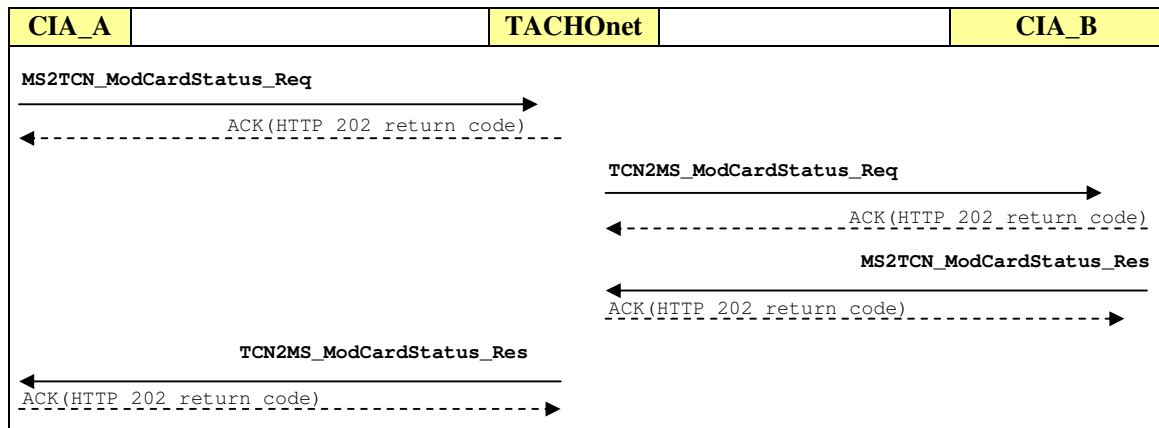 CIA_A TACHOnet CIA_B
MS2TCN_ModCardStatus_Req
ACK(HTTP 202 return code)
TCN2MS_ModCardStatus_Req
ACK(HTTP 202 return code)
MS2TCN_ModCardStatus_Res
ACK(HTTP 202 return code)
TCN2MS_ModCardStatus_Res
ACK(HTTP 202 return code)